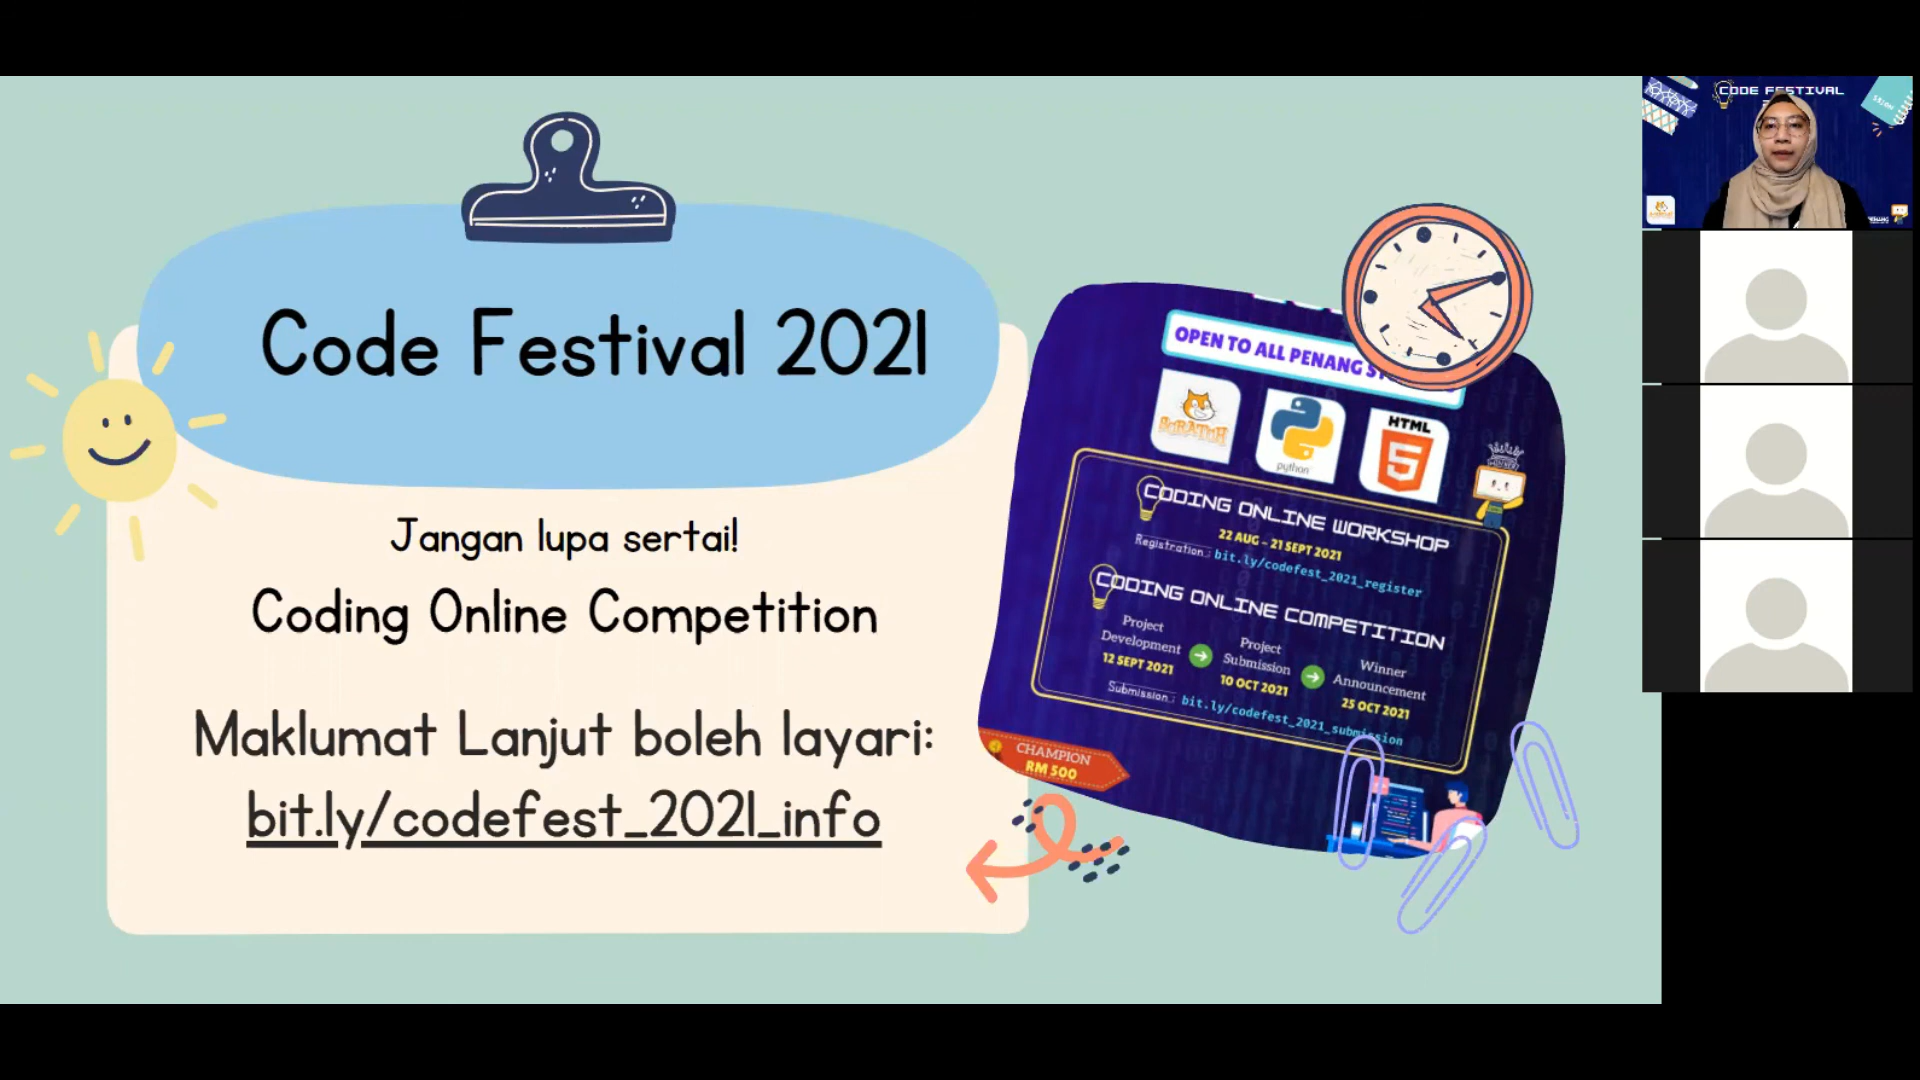 Code Festival 2021
Jangan lupa sertai!
Coding Online Competition
Maklumat Lanjut boleh layari:
bit.ly/codefest_2021_info
OPEN TO ALL PENANG
SCRATCH
python
HTML
5
CODING ONLINE WORKSHOP
22 AUG - 21 SEPT 2021
Registration : bit.ly/codefest_2021_register
CODING ONLINE COMPETITION
Project Development
12 SEPT 2021
Project Submission
10 OCT 2021
Winner Announcement
25 OCT 2021
Submission : bit.ly/codefest_2021_submission
CHAMPION
RM 500
CODE FESTIVAL